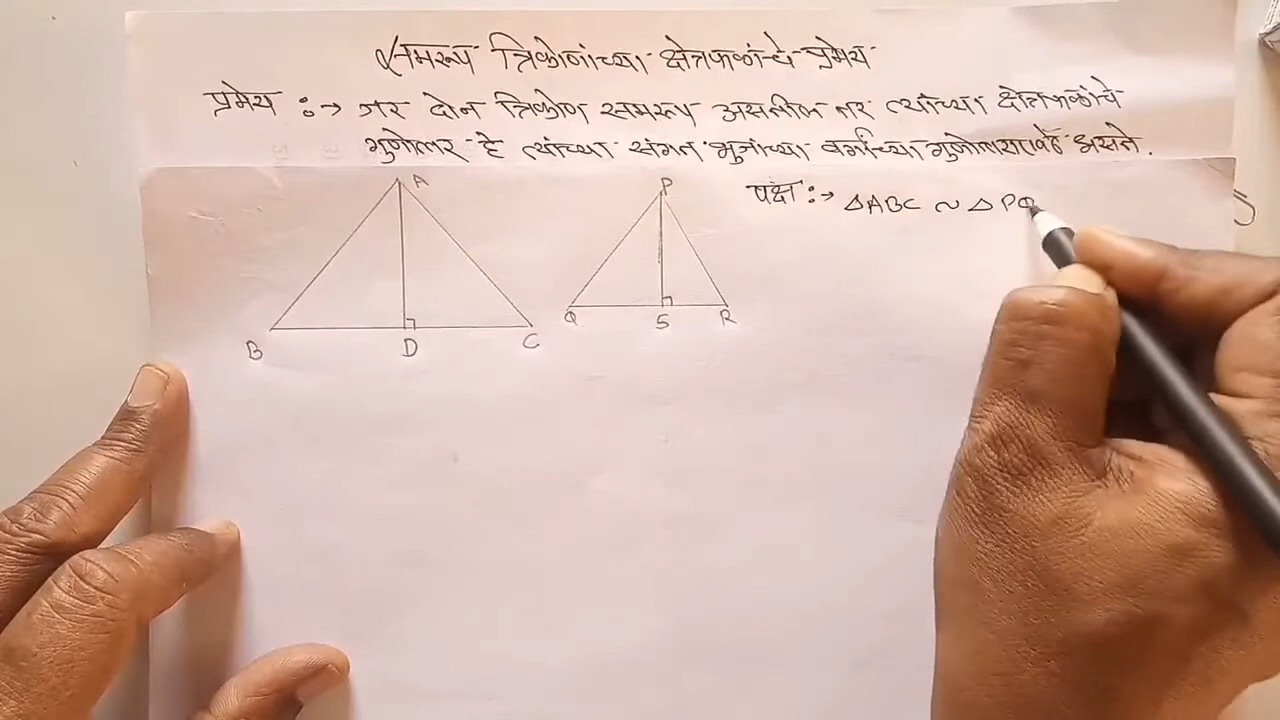 समरूप त्रिकोणांच्या क्षेत्रफळांचे प्रमेय
प्रमेय :→ जर दोन त्रिकोण समरूप असतील तर त्यांच्या क्षेत्रफळांचे
गुणोत्तर हे त्यांच्या संगत भुजांच्या वर्गांच्या गुणोत्तराएवढे असते.
पक्ष :→ △ABC ~ △PQ
A
P
B
D
C
Q
S
R